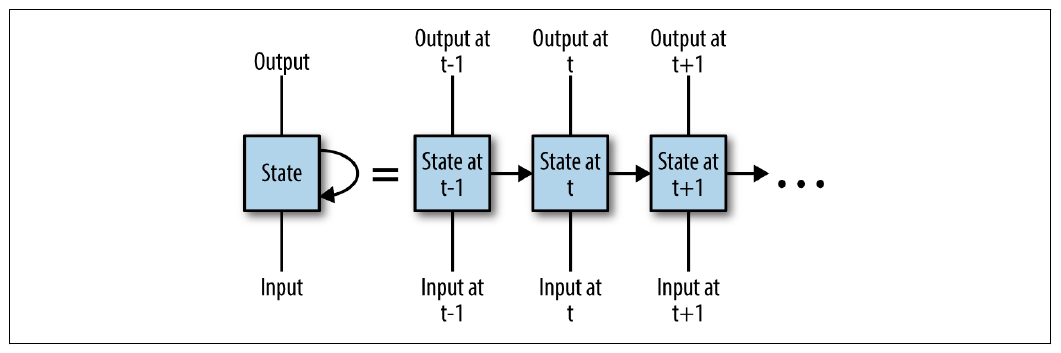 Output
Output at
t-1
Output at
t
Output at
t+1
State
=
State at
t-1
State at
t
State at
t+1
...
Input
Input at
t-1
Input at
t
Input at
t+1